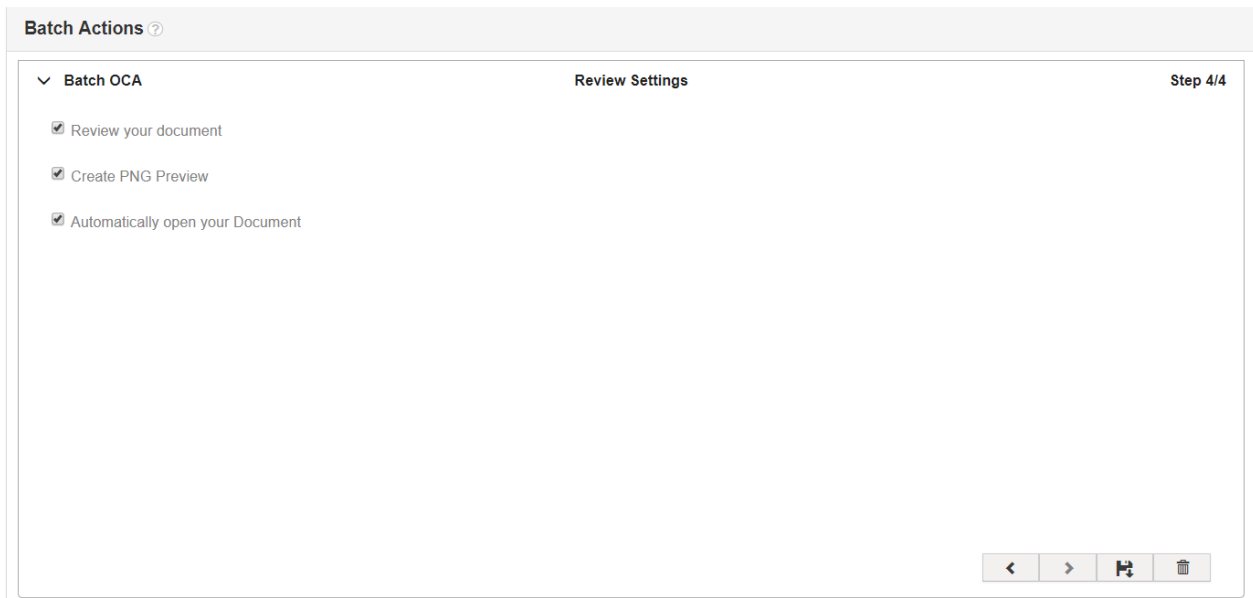 Batch Actions ?
Batch OCA Review Settings Step 4/4
Review your document
Create PNG Preview
Automatically open your Document